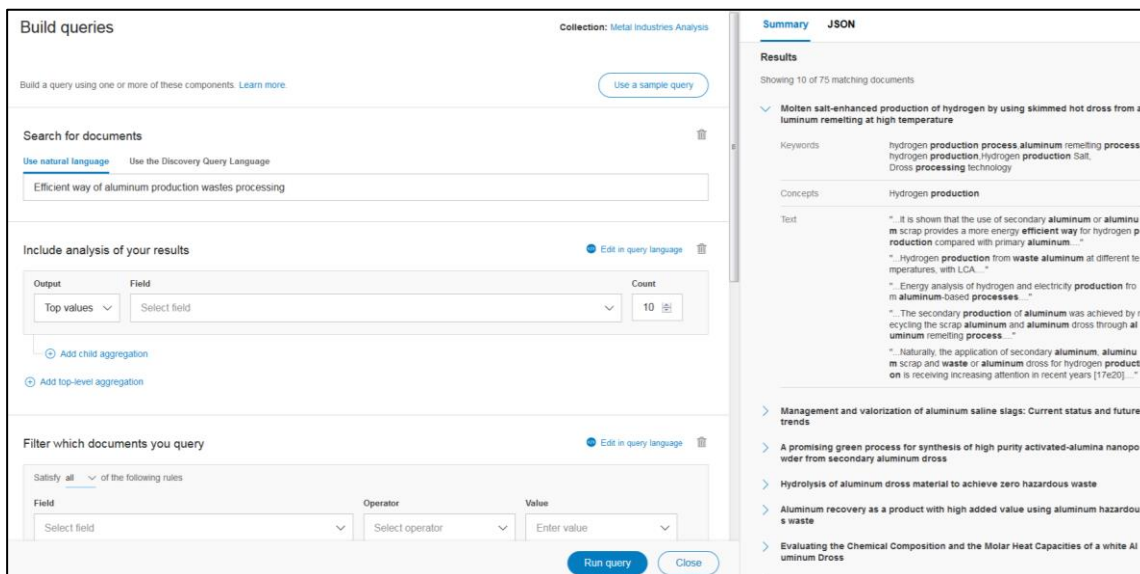 Build queries
Collection: Metal Industries Analysis
Build a query using one or more of these components. Learn more
Use a sample query
Search for documents
Use natural language Use the Discovery Query Language
Efficient way of aluminum production wastes processing
Include analysis of your results
Edit in query language
Output Field Count
Top values Select field 10
Add child aggregation
Add top-level aggregation
Filter which documents you query
Edit in query language
Satisfy all of the following rules
Field Operator Value
Select field Select operator Enter value
Run query Close
Summary JSON
Results
Showing 10 of 75 matching documents
Molten salt-enhanced production of hydrogen by using skimmed hot dross from a
luminum remelting at high temperature
Keywords hydrogen production process,aluminum remelting process
hydrogen production,Hydrogen production Salt,
Dross processing technology
Concepts Hydrogen production
Text "...It is shown that the use of secondary aluminum or aluminu
m scrap provides a more energy efficient way for hydrogen p
roduction compared with primary aluminum...."
"...Hydrogen production from waste aluminum at different te
mperatures, with LCA...."
"...Energy analysis of hydrogen and electricity production fro
m aluminum-based processes...."
"...The secondary production of aluminum was achieved by r
ecycling the scrap aluminum and aluminum dross through al
uminum remelting process...."
"...Naturally, the application of secondary aluminum, aluminu
m scrap and waste or aluminum dross for hydrogen producti
on is receiving increasing attention in recent years [17e20]...."
Management and valorization of aluminum saline slags: Current status and future
trends
A promising green process for synthesis of high purity activated-alumina nanopo
wder from secondary aluminum dross
Hydrolysis of aluminum dross material to achieve zero hazardous waste
Aluminum recovery as a product with high added value using aluminum hazardou
s waste
Evaluating the Chemical Composition and the Molar Heat Capacities of a white Al
uminum Dross